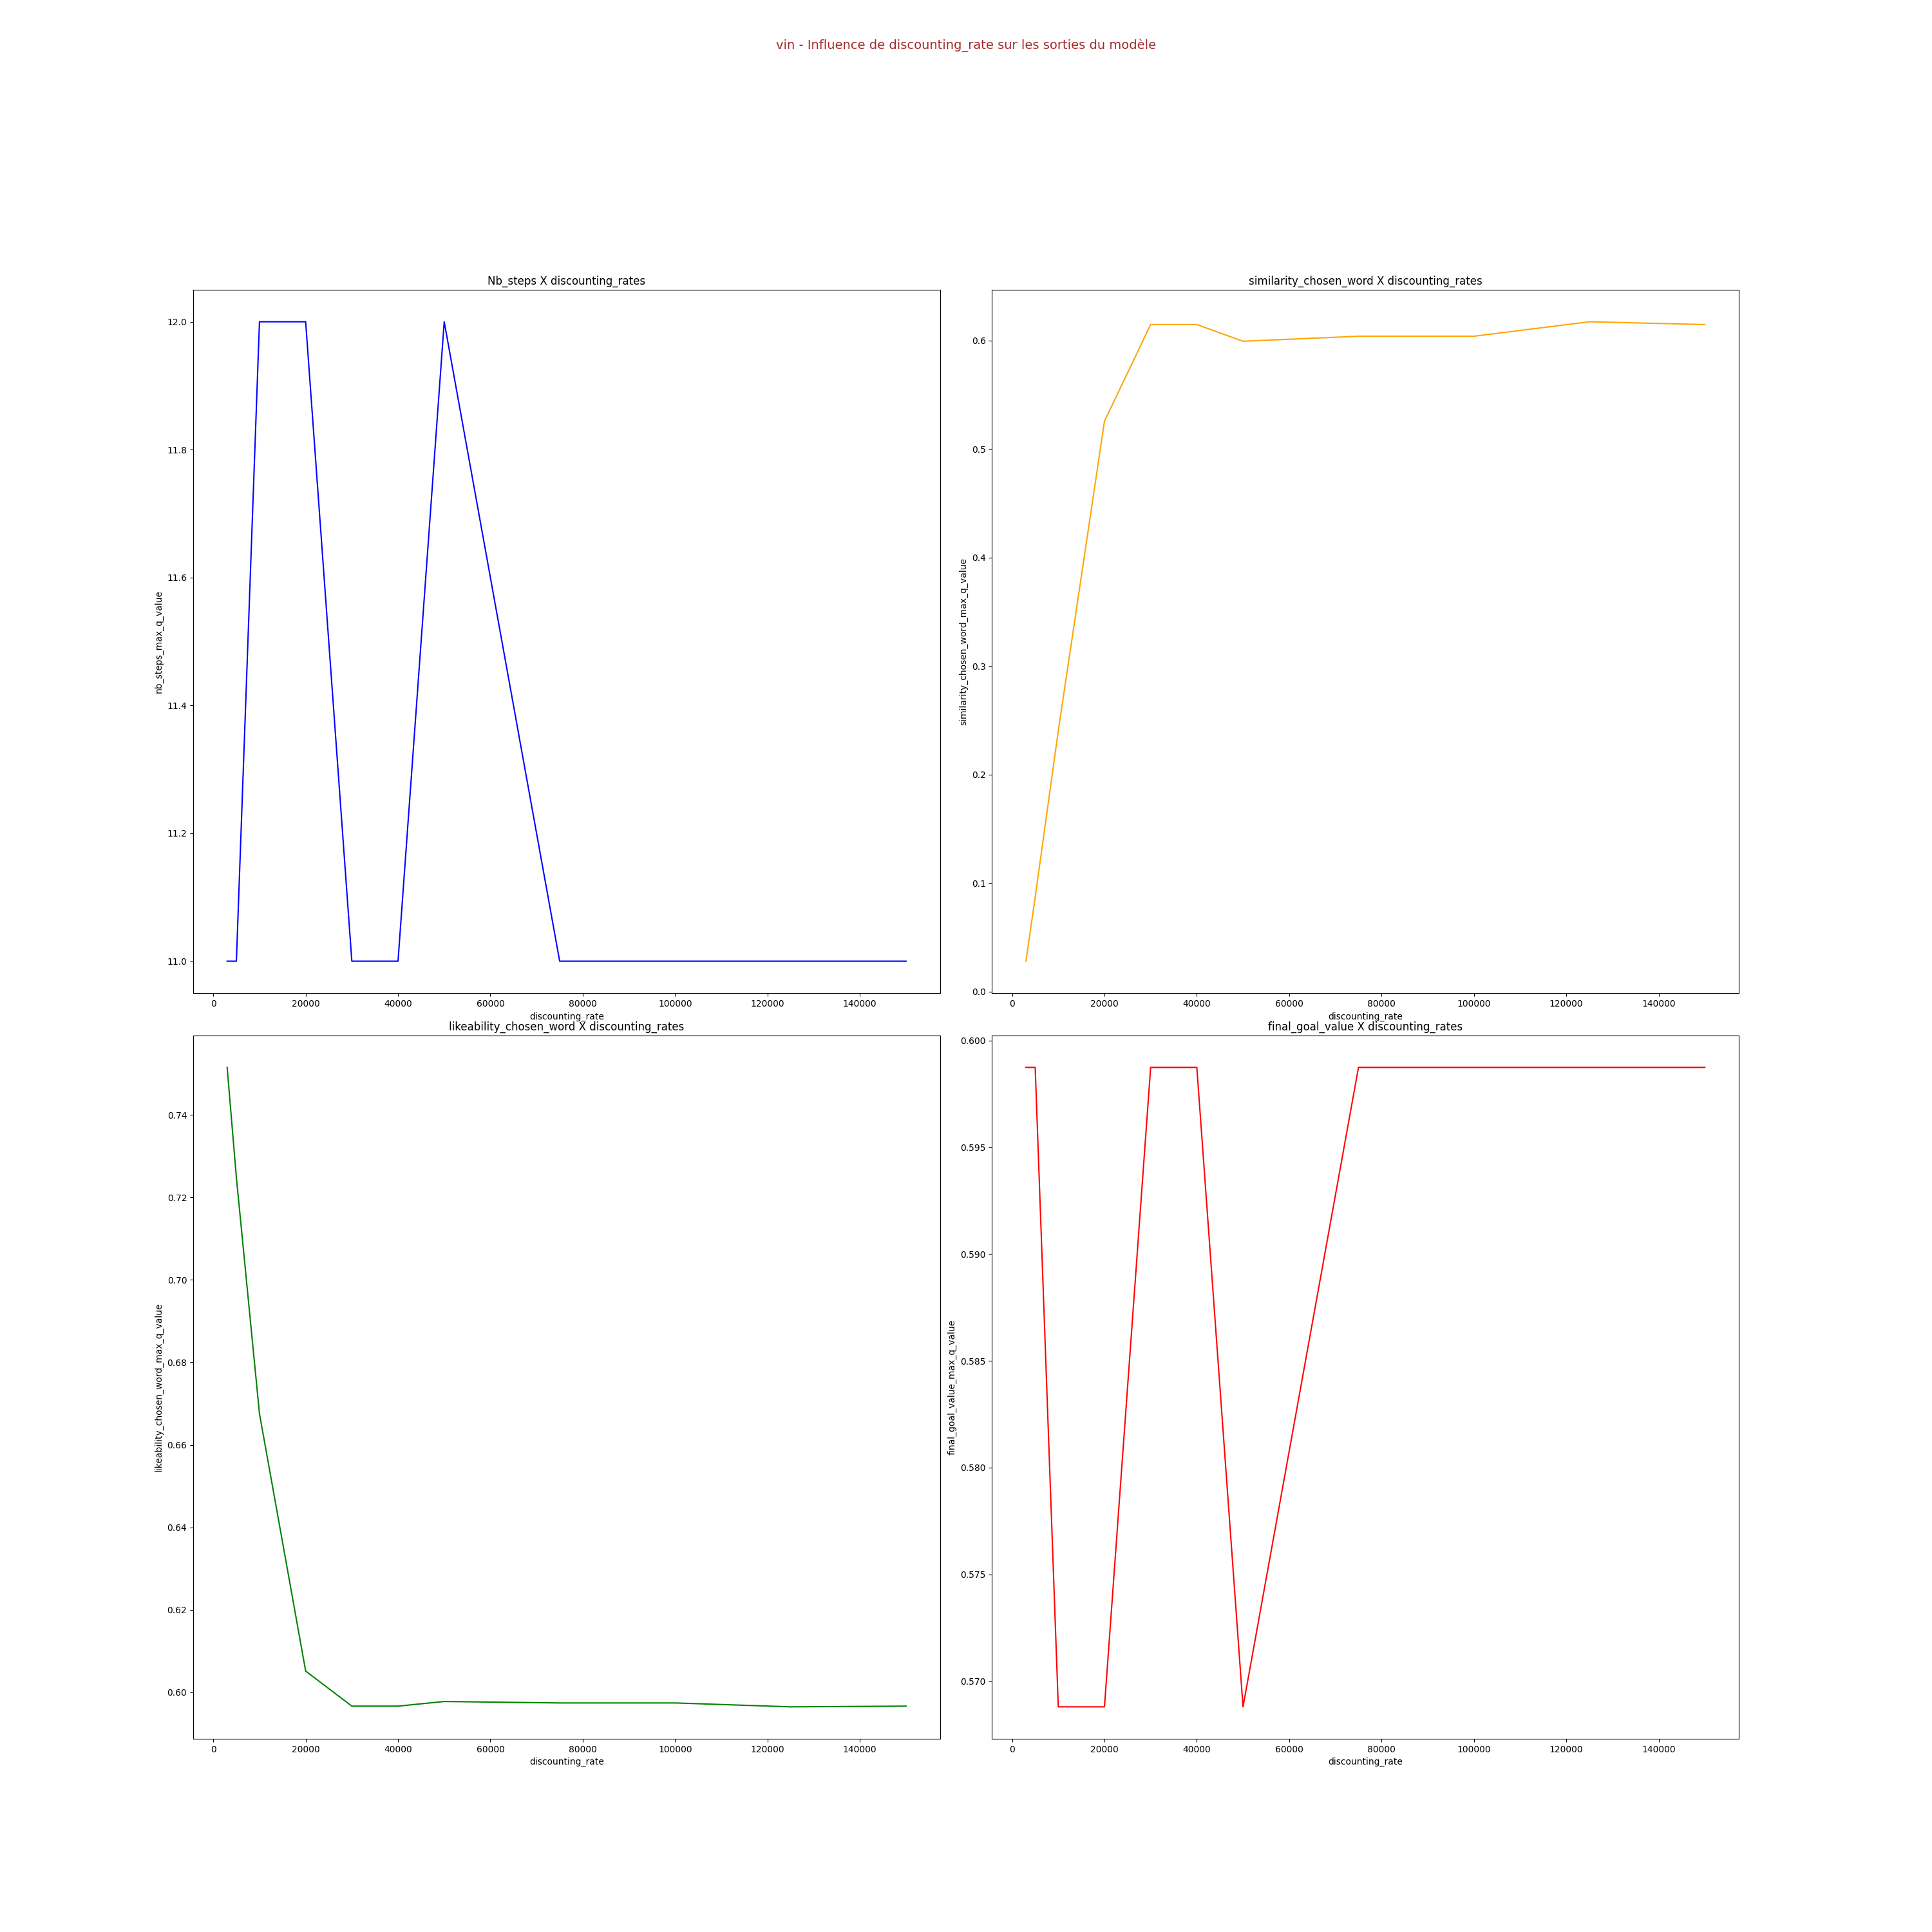 vin - Influence de discounting_rate sur les sorties du modèle
Nb_steps X discounting_rates
nb_steps_max_q_value
12.0
11.8
11.6
11.4
11.2
11.0
0 20000 40000 60000 80000 100000 120000 140000
discounting_rate
similarity_chosen_word X discounting_rates
similarity_chosen_word_max_q_value
0.6
0.5
0.4
0.3
0.2
0.1
0.0
0 20000 40000 60000 80000 100000 120000 140000
discounting_rate
likeability_chosen_word X discounting_rates
likeability_chosen_word_max_q_value
0.74
0.72
0.70
0.68
0.66
0.64
0.62
0.60
0 20000 40000 60000 80000 100000 120000 140000
discounting_rate
final_goal_value X discounting_rates
final_goal_value_max_q_value
0.600
0.595
0.590
0.585
0.580
0.575
0.570
0 20000 40000 60000 80000 100000 120000 140000
discounting_rate